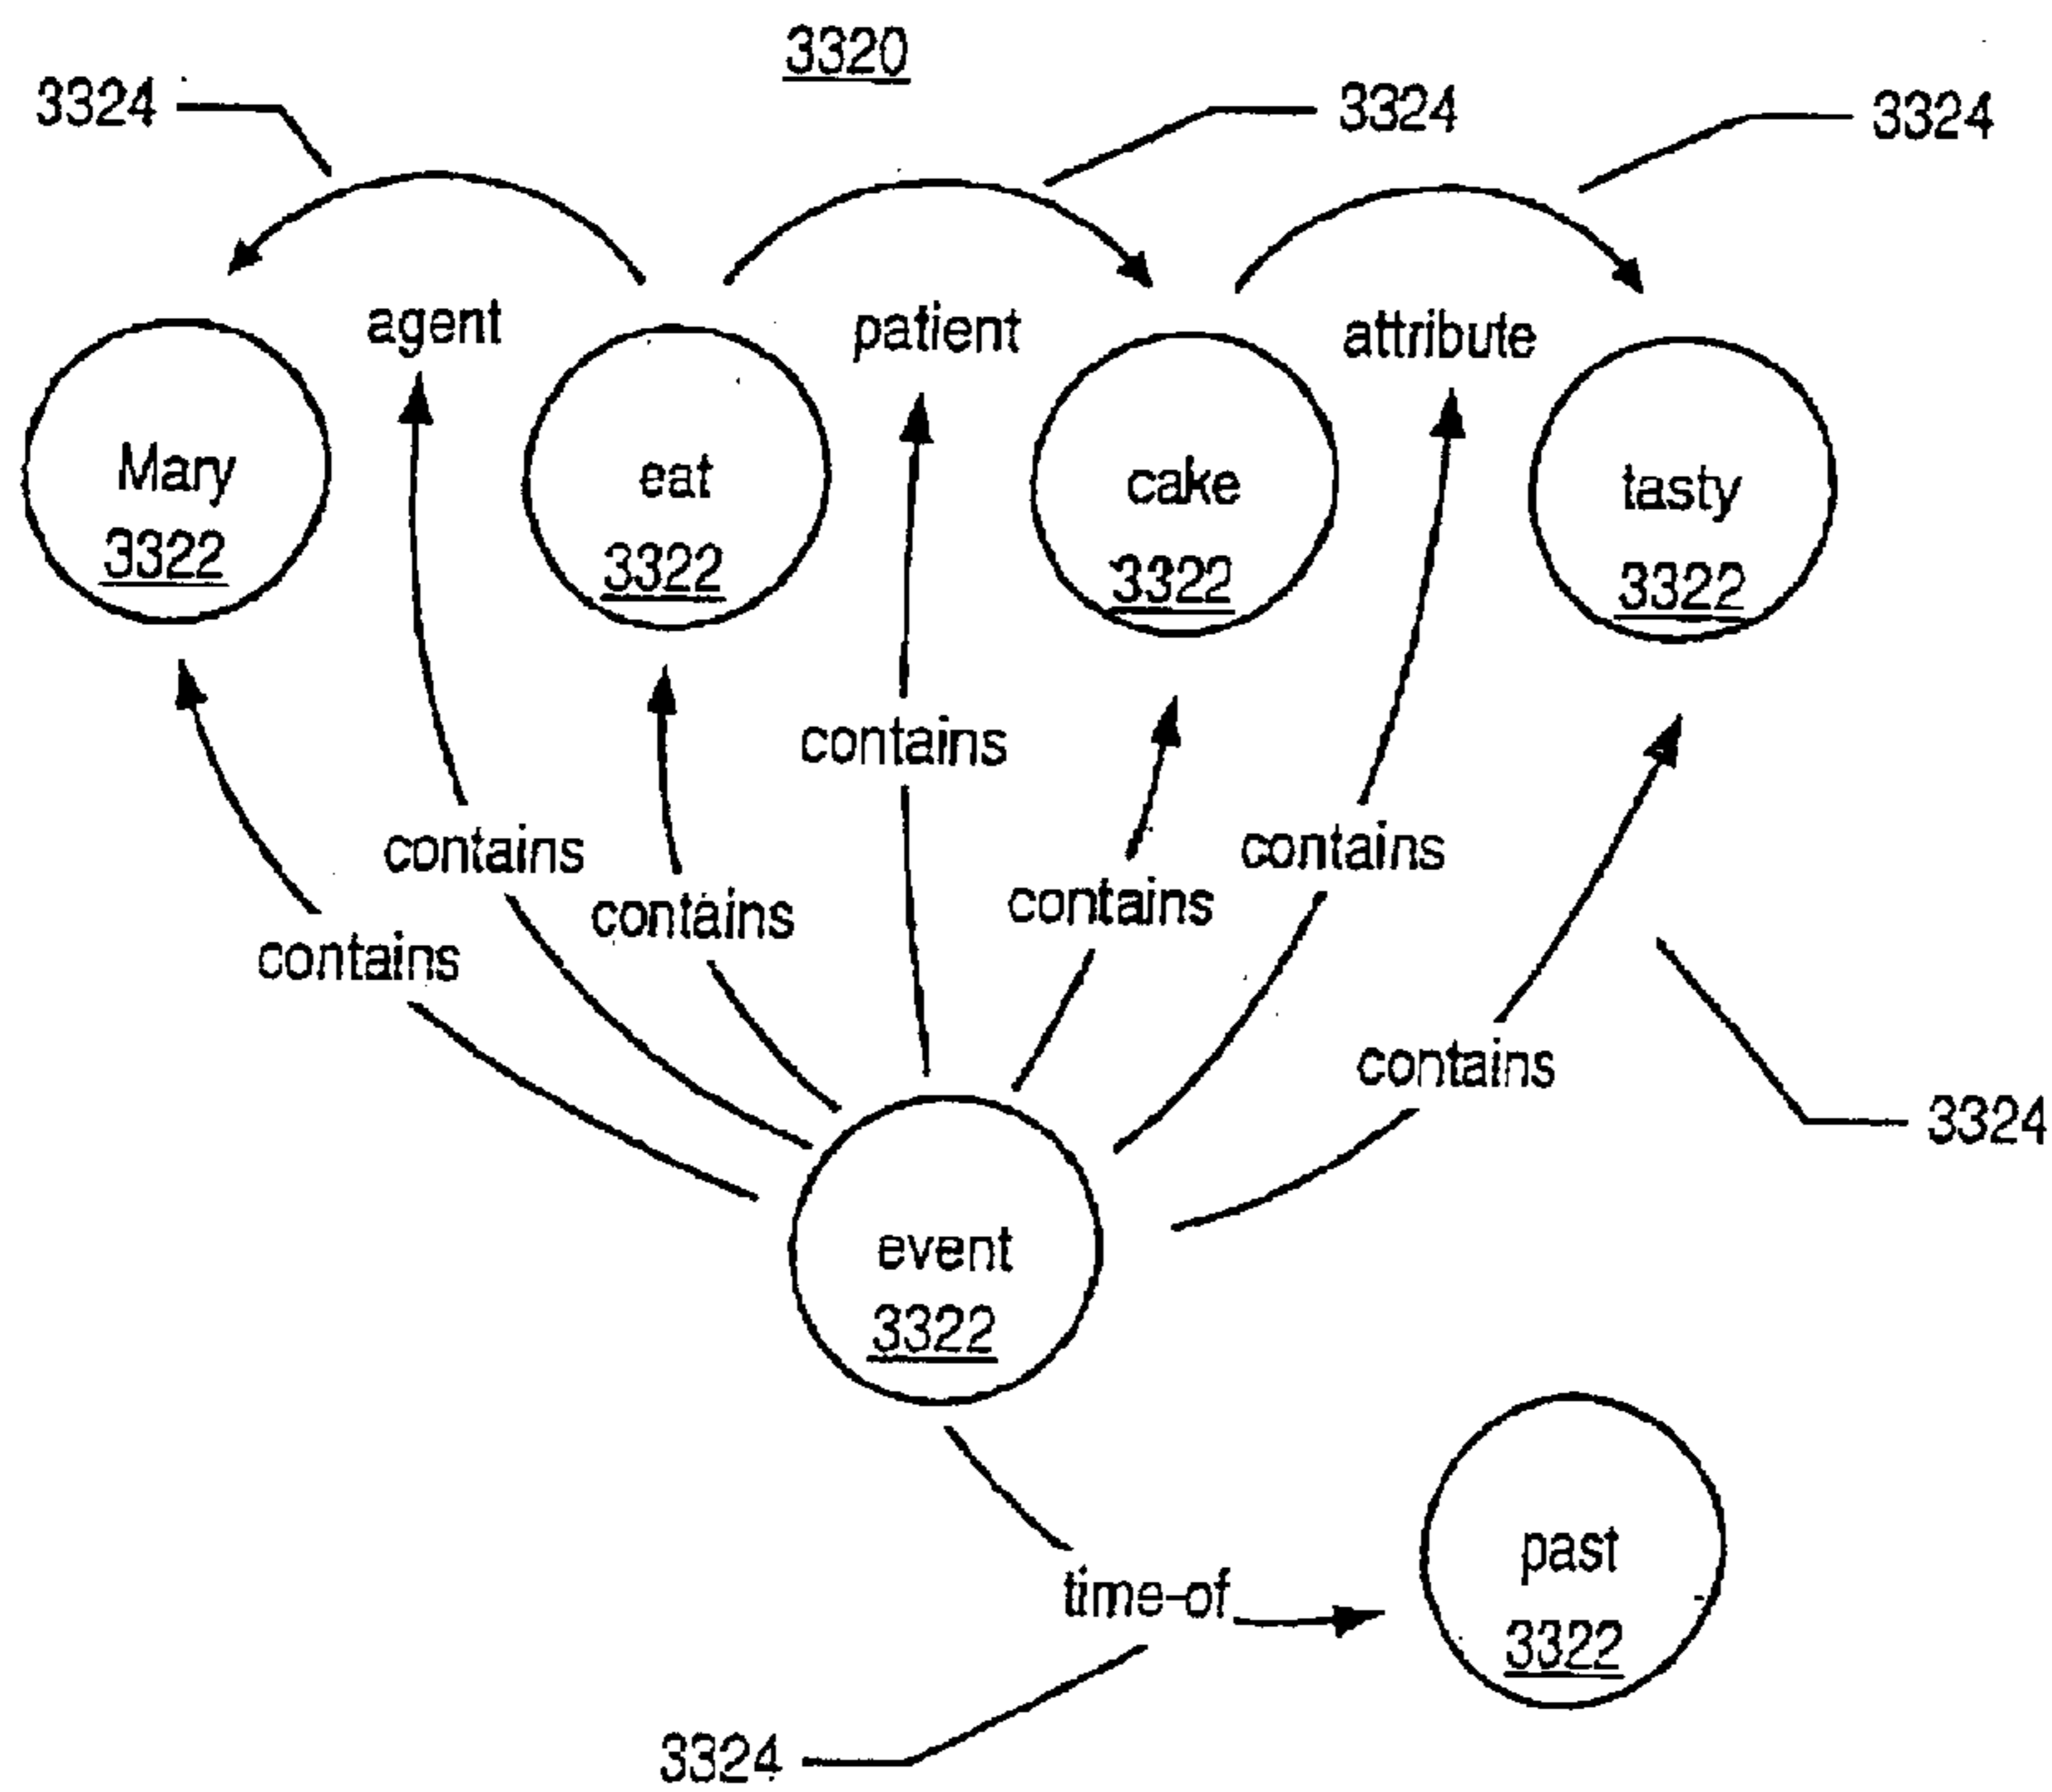 3320
3324
3324
3324
agent
patient
attribute
Mary
3322
eat
3322
cake
3322
tasty
3322
contains
contains
contains
contains
contains
contains
contains
3324
event
3322
past
3322
time-of
3324